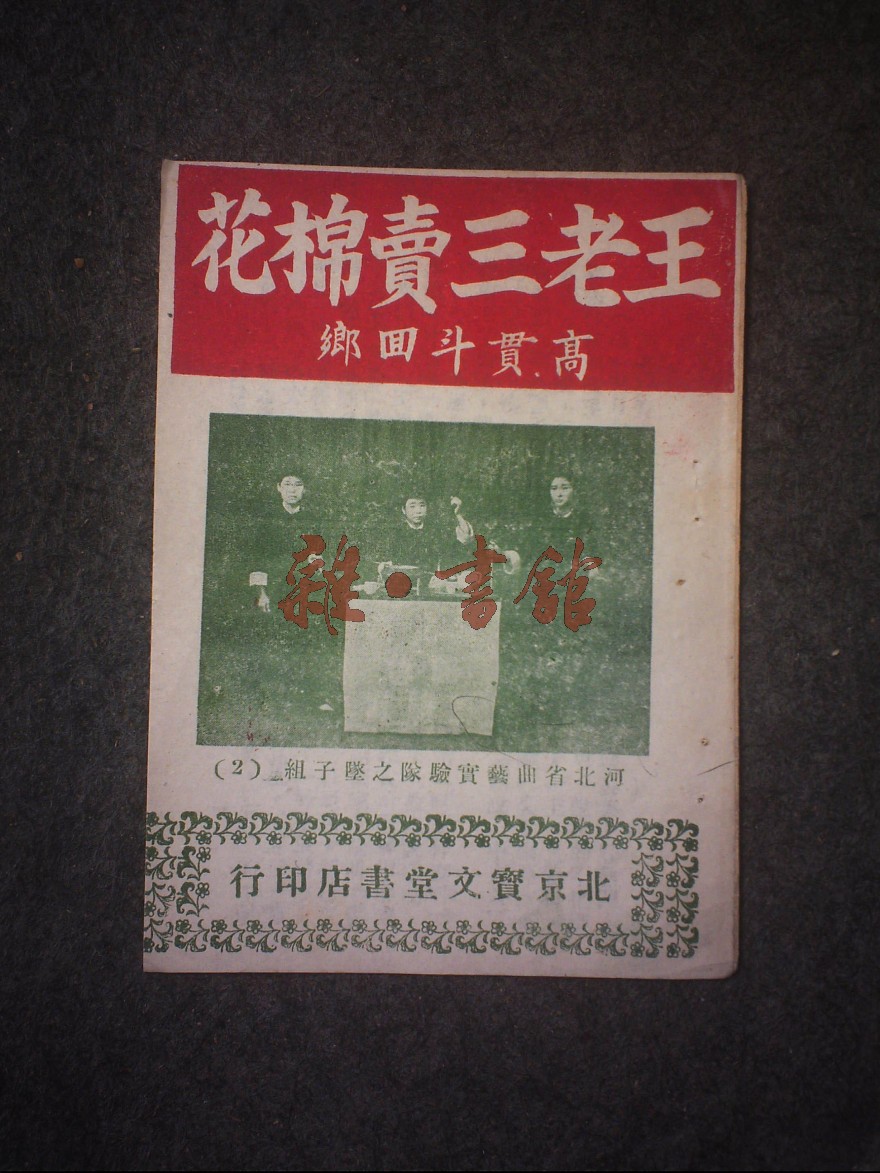 王老三賣棉花
高貫斗回鄉
雜·書館
河北省曲藝實驗隊之墜子組(2)
北京寶文堂書店印行